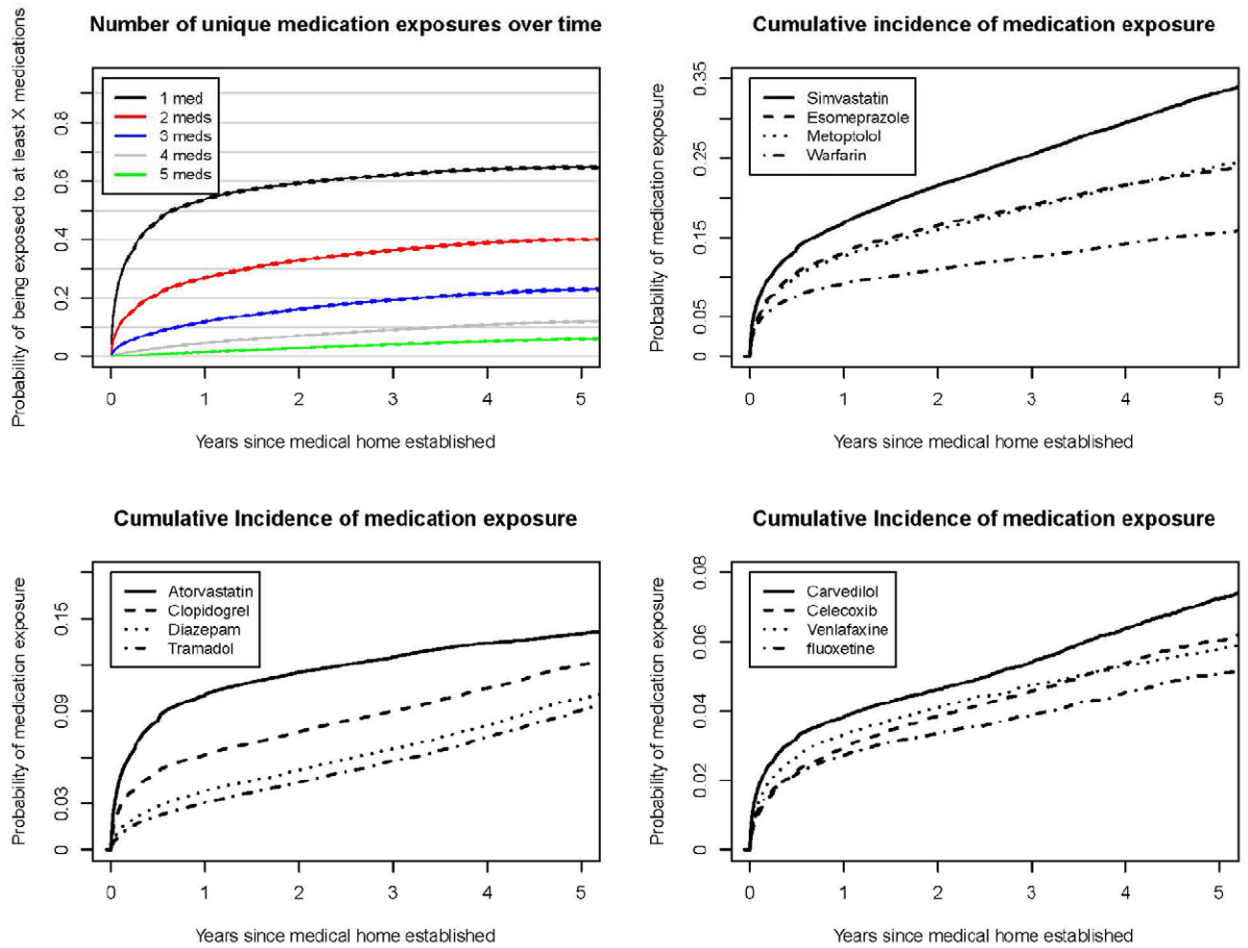 Number of unique medication exposures over time
Probability of being exposed to at least X medications
0.8
0.6
0.4
0.2
0
1 med
2 meds
3 meds
4 meds
5 meds
0 1 2 3 4 5
Years since medical home established
Cumulative incidence of medication exposure
Probability of medication exposure
0.35
0.25
0.15
0.05
0
Simvastatin
Esomeprazole
Metoptolol
Warfarin
0 1 2 3 4 5
Years since medical home established
Cumulative Incidence of medication exposure
Probability of medication exposure
0.15
0.09
0.03
0
Atorvastatin
Clopidogrel
Diazepam
Tramadol
0 1 2 3 4 5
Years since medical home established
Cumulative Incidence of medication exposure
Probability of medication exposure
0.08
0.06
0.04
0.02
0
Carvedilol
Celecoxib
Venlafaxine
fluoxetine
0 1 2 3 4 5
Years since medical home established